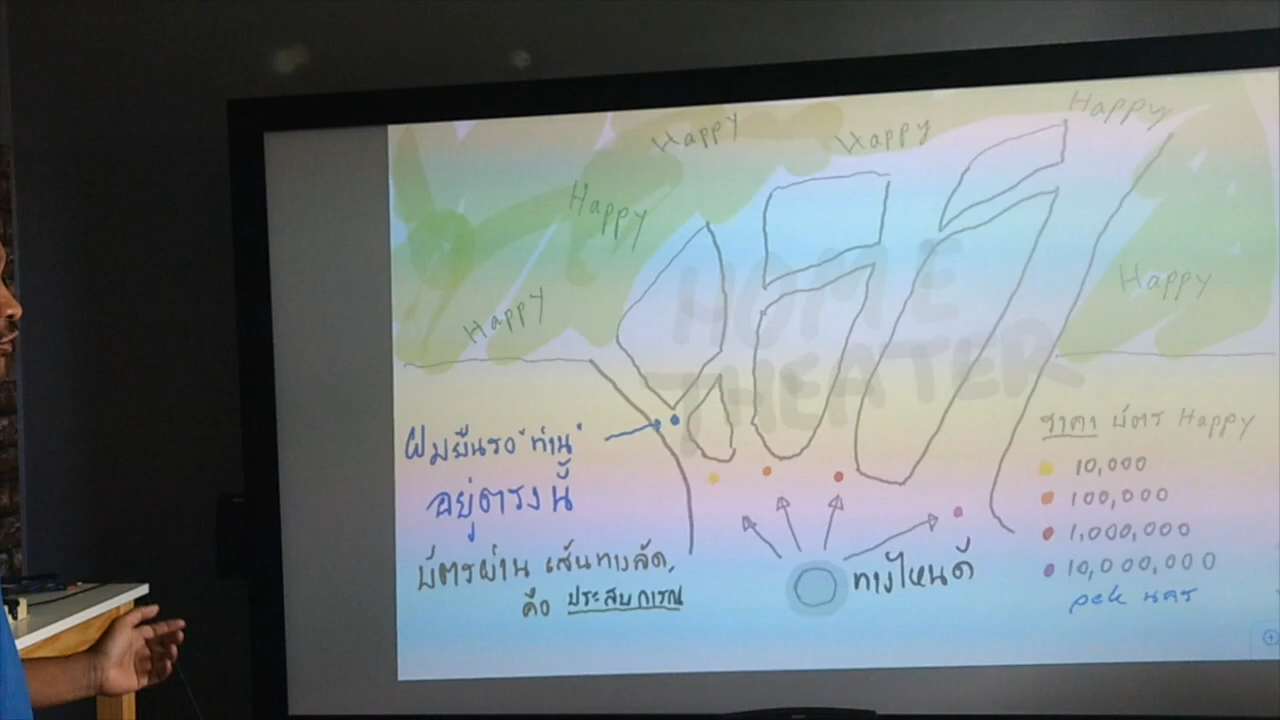 Happy
Happy
Happy
Happy
Happy
Happy
HOME
THEATER
ผมยืนรอ"ท่าน"
อยู่ตรงนี้
บัตรผ่าน เส้นทางลัด,
คือ ประสบการณ
ทางไหนดี
ราคา บัตร Happy
10,000
100,000
1,000,000
10,000,000